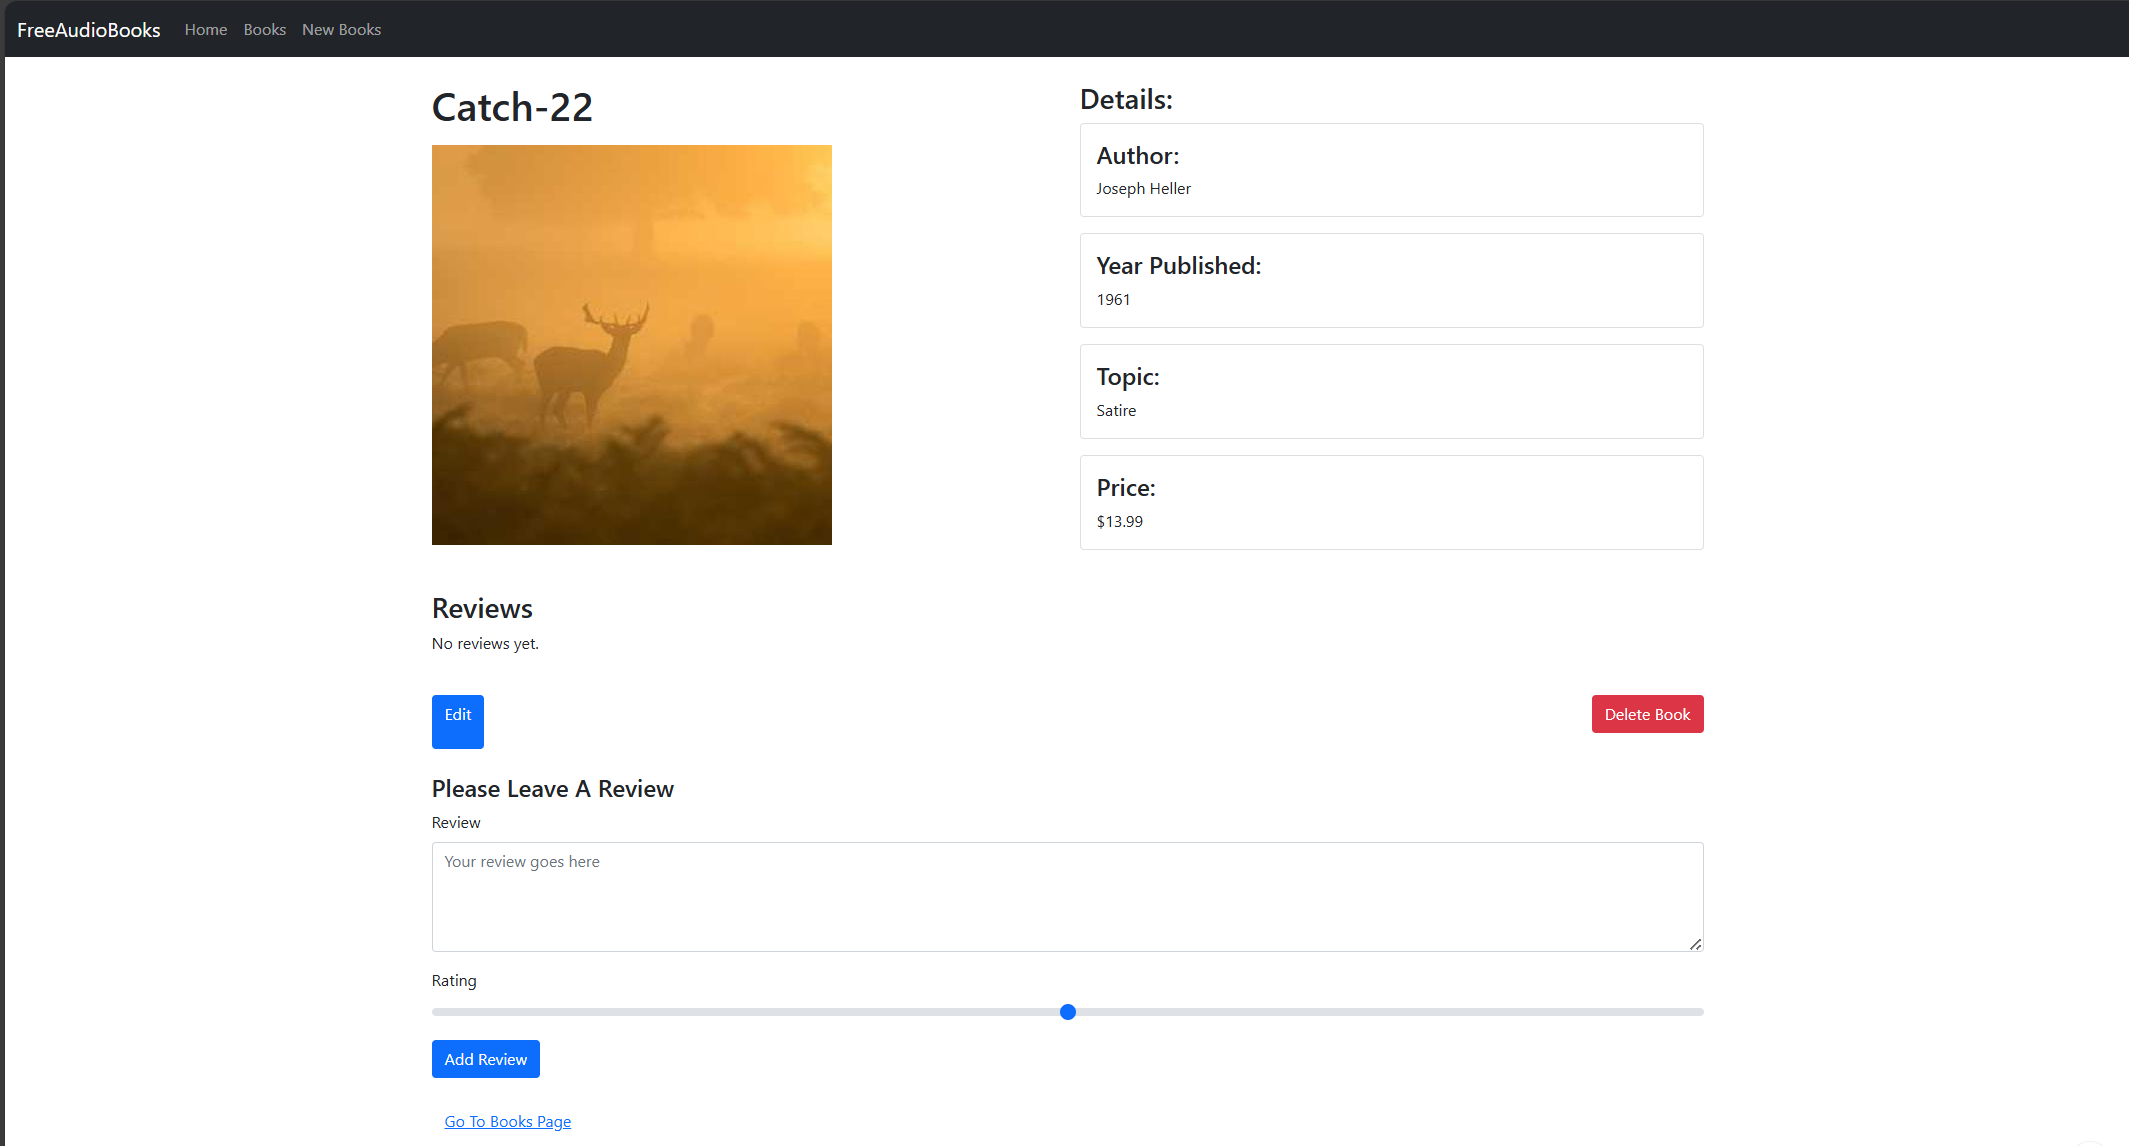 FreeAudioBooks Home Books New Books
Catch-22
Details:
Author:
Joseph Heller
Year Published:
1961
Topic:
Satire
Price:
$13.99
Reviews
No reviews yet.
Edit
Delete Book
Please Leave A Review
Review
Your review goes here
Rating
Add Review
Go To Books Page